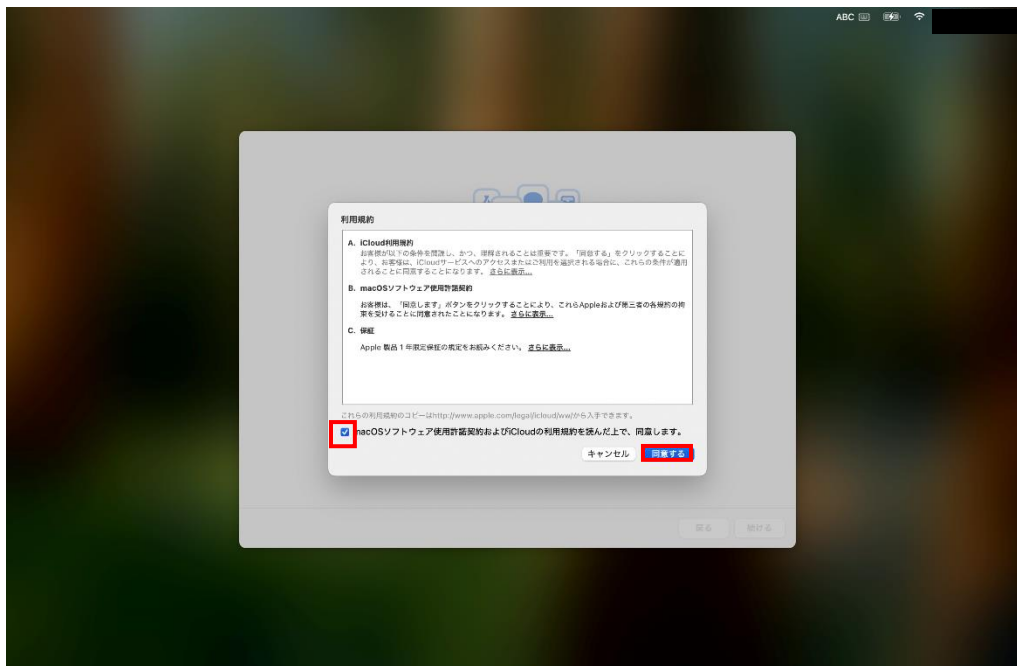 ABC
利用規約
A. iCloud利用規約
お客様が以下の条件を閲読し、かつ、理解されることは重要です。「同意する」をクリックすることに
より、お客様は、iCloudサービスへのアクセスまたはご利用を選択される場合に、これらの条件が適用
されることに同意することになります。 さらに表示...
B. macOSソフトウェア使用許諾契約
お客様は、「同意します」ボタンをクリックすることにより、これらAppleおよび第三者の各規約の拘
束を受けることに同意されたことになります。 さらに表示...
C. 保証
Apple 製品 1 年限定保証の規定をお読みください。 さらに表示...
これらの利用規約のコピーはhttp://www.apple.com/legal/icloud/ww/から入手できます。
macOSソフトウェア使用許諾契約およびiCloudの利用規約を読んだ上で、同意します。
キャンセル 同意する
戻る 続ける